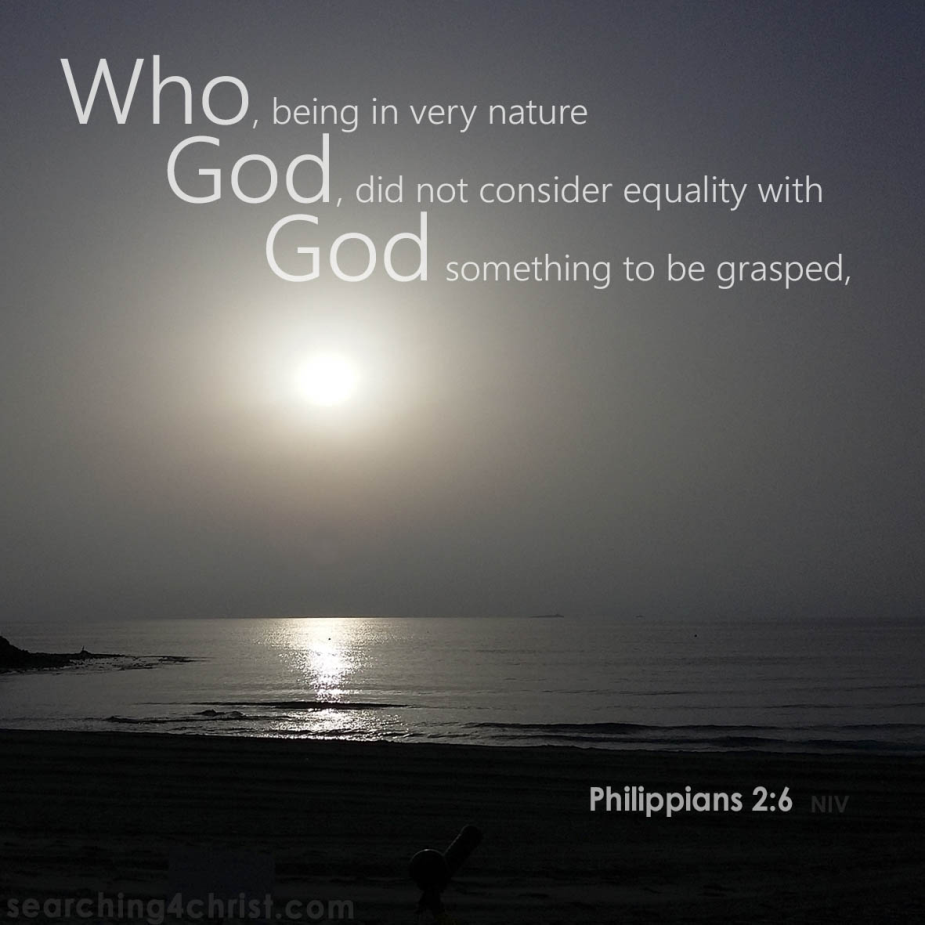 Who, being in very nature
God, did not consider equality with
God something to be grasped,
Philippians 2:6 NIV
searching4christ.com